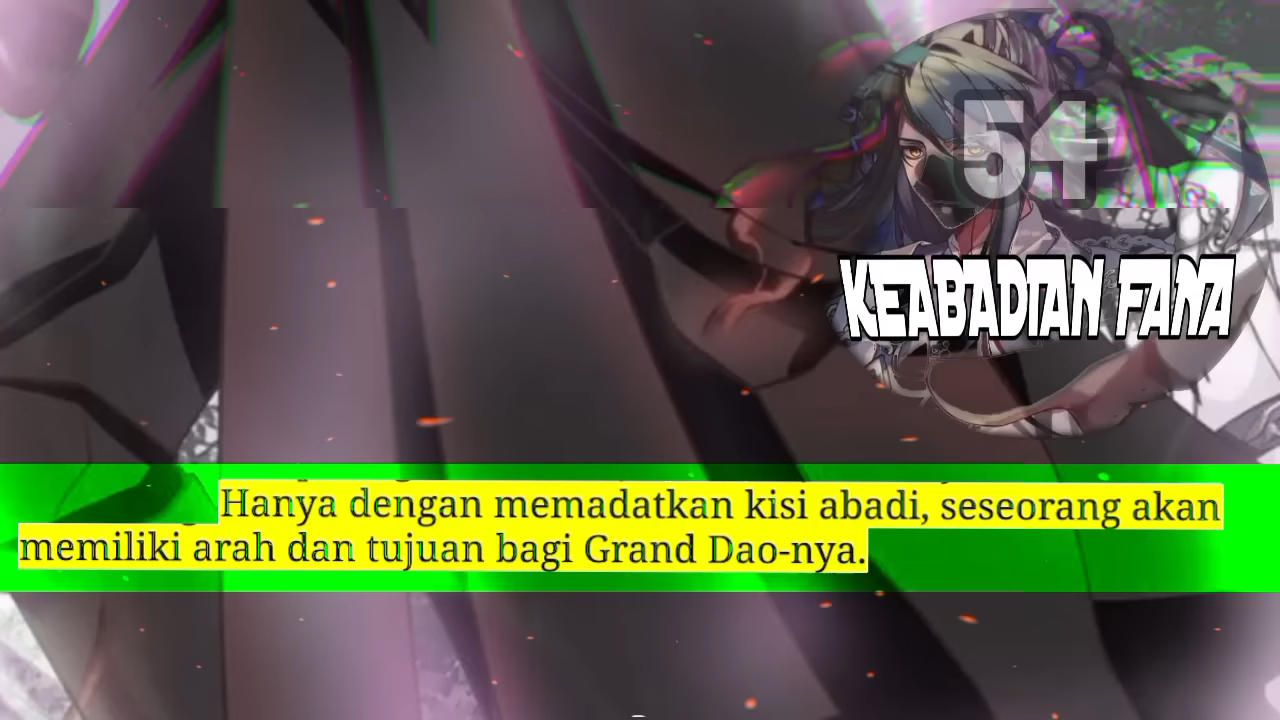 54
KEABADIAN FANA
Hanya dengan memadatkan kisi abadi, seseorang akan
memiliki arah dan tujuan bagi Grand Dao-nya.